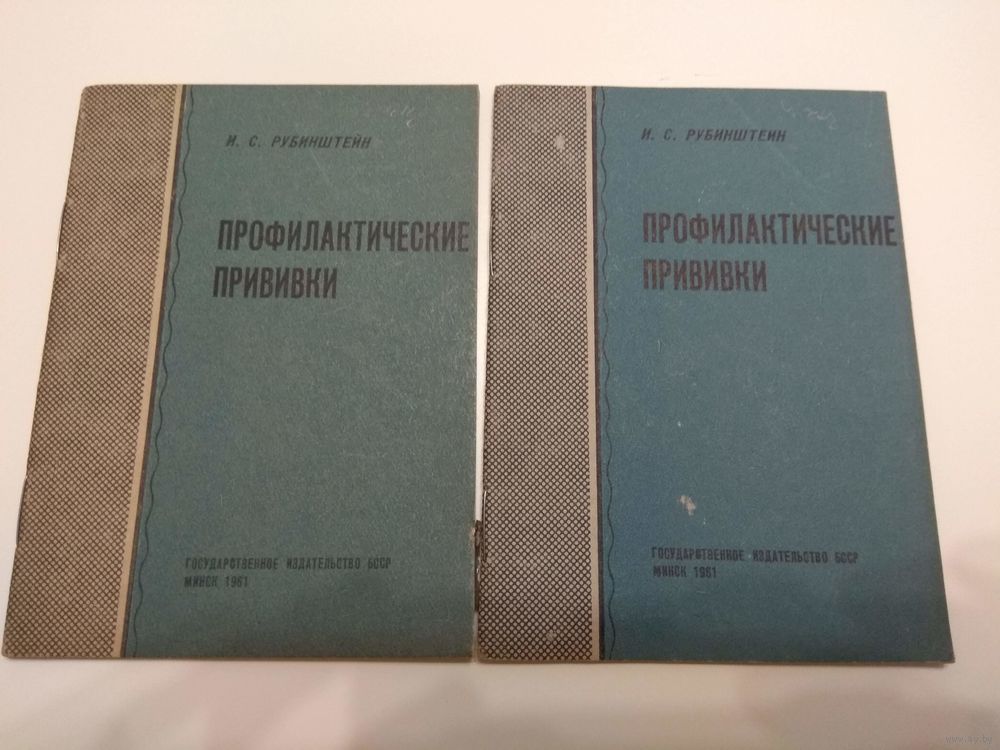 И. С. РУБИНШТЕЙН
ПРОФИЛАКТИЧЕСКИЕ
ПРИВИВКИ
ГОСУДАРСТВЕННОЕ ИЗДАТЕЛЬСТВО БССР
МИНСК 1961
И. С. РУБИНШТЕЙН
ПРОФИЛАКТИЧЕСКИЕ
ПРИВИВКИ
ГОСУДАРСТВЕННОЕ ИЗДАТЕЛЬСТВО БССР
МИНСК 1961